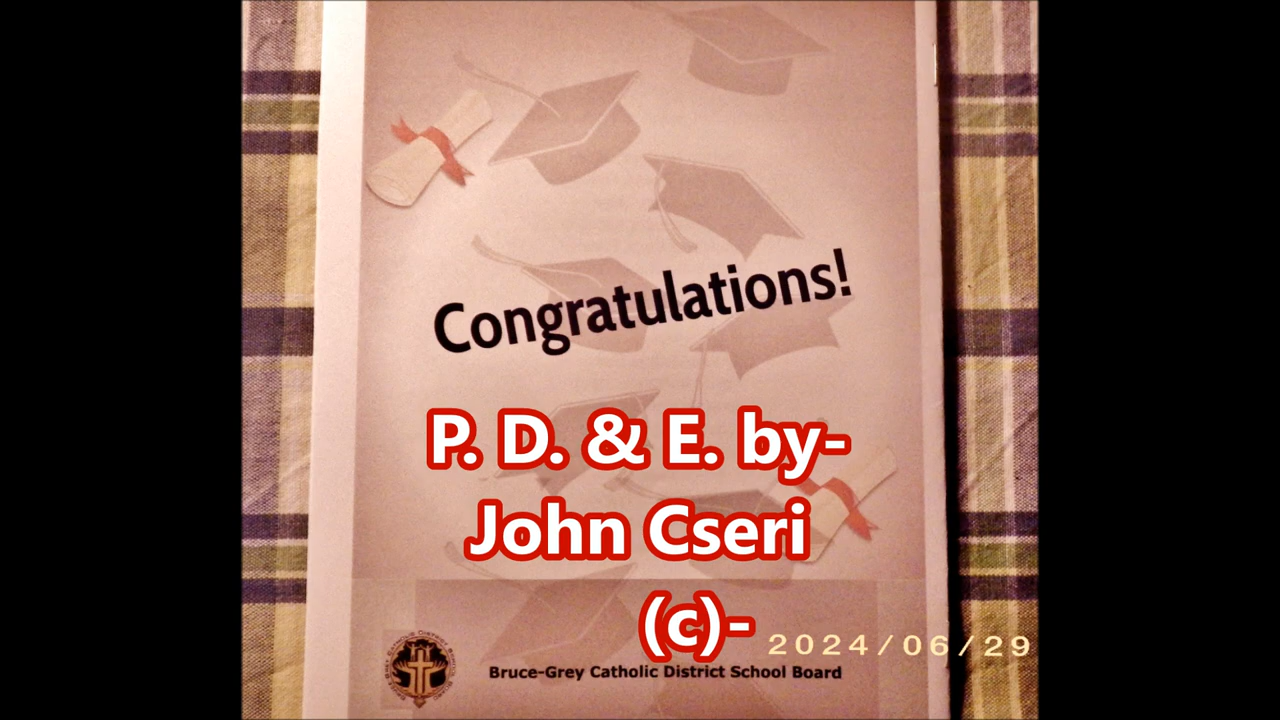 Congratulations!
P. D. & E. by-
John Cseri
(c)-
2024/06/29
Bruce-Grey Catholic District School Board